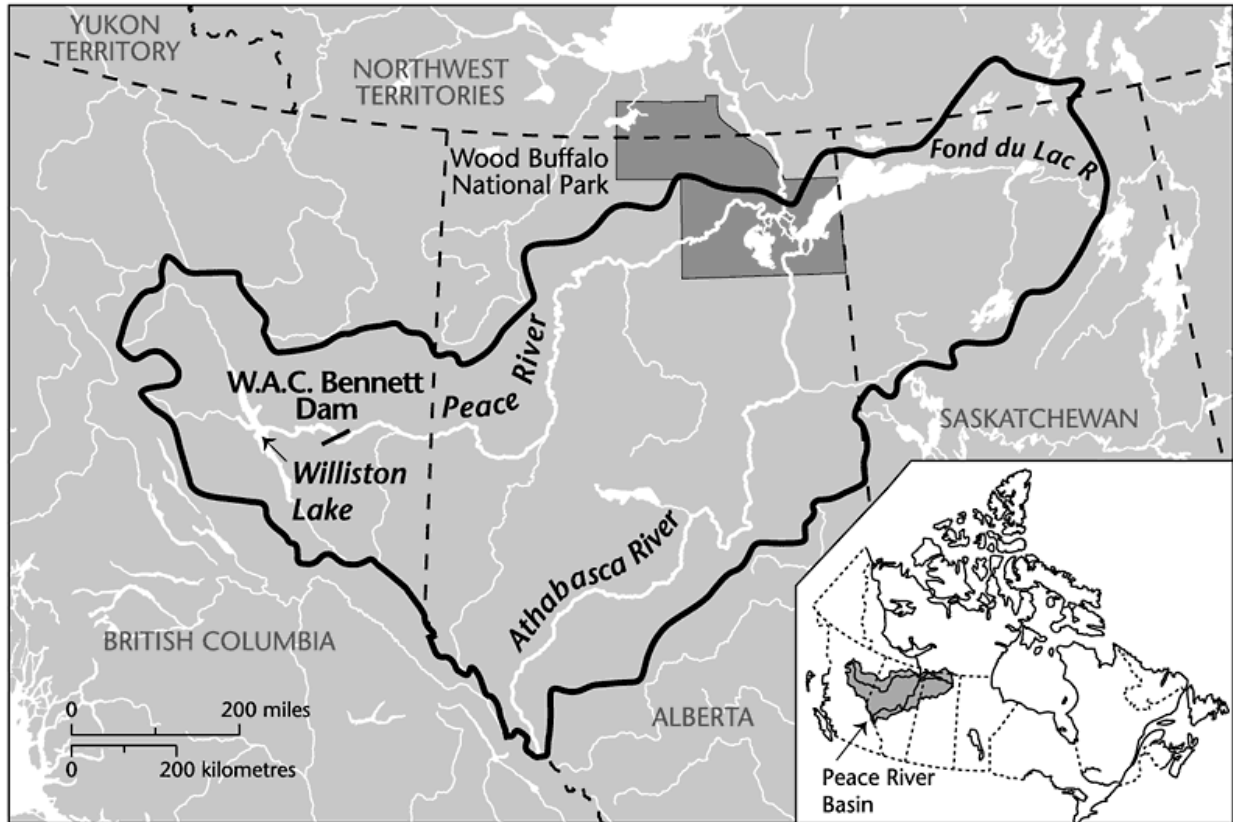 YUKON
TERRITORY
NORTHWEST
TERRITORIES
Wood Buffalo
National Park
Fond du Lac R
W.A.C. Bennett
Dam
Peace River
Williston
Lake
SASKATCHEWAN
Athabasca River
BRITISH COLUMBIA
ALBERTA
0 200 miles
0 200 kilometres
Peace River
Basin